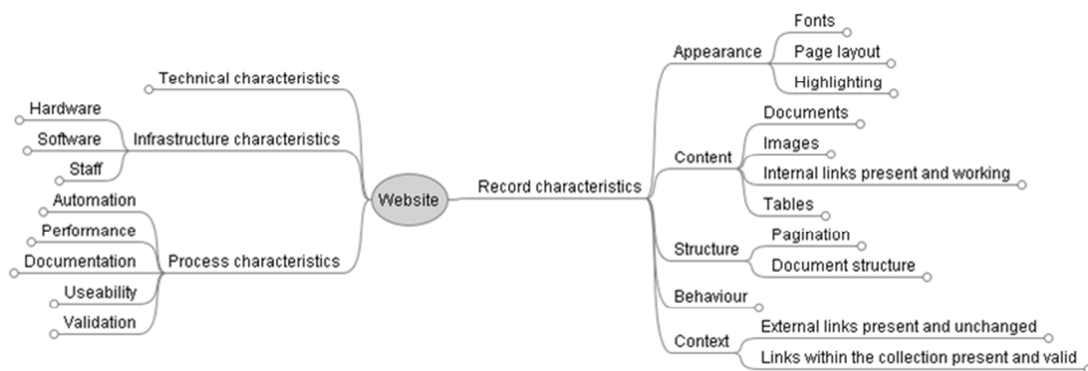 Technical characteristics
Hardware
Software
Staff
Infrastructure characteristics
Automation
Performance
Documentation
Useability
Validation
Process characteristics
Website
Record characteristics
Appearance
Fonts
Page layout
Highlighting
Content
Documents
Images
Internal links present and working
Tables
Structure
Pagination
Document structure
Behaviour
Context
External links present and unchanged
Links within the collection present and valid